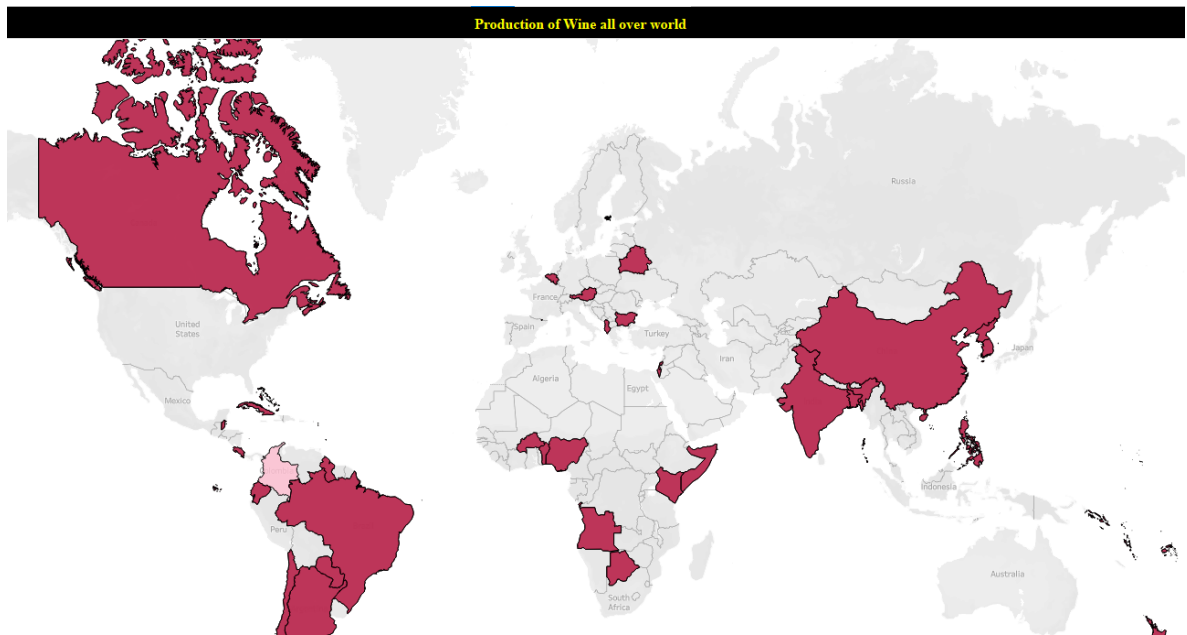 Production of Wine all over world
Russia
United
States
Mexico
France
Spain
Turkey
Iran
Japan
Algeria
Egypt
Indonesia
Peru
South
Africa
Australia